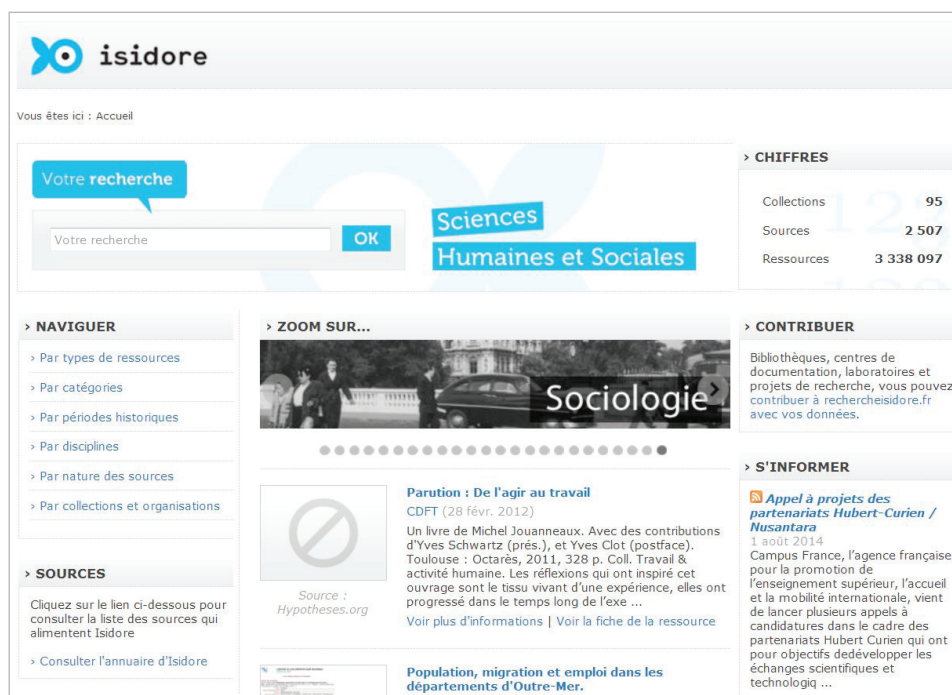 isidore
Vous êtes ici : Accueil
Votre recherche
Votre recherche
OK
Sciences
Humaines et Sociales
› CHIFFRES
Collections 95
Sources 2 507
Ressources 3 338 097
› NAVIGUER
› Par types de ressources
› Par catégories
› Par périodes historiques
› Par disciplines
› Par nature des sources
› Par collections et organisations
› SOURCES
Cliquez sur le lien ci-dessous pour
consulter la liste des sources qui
alimentent Isidore
› Consulter l'annuaire d'Isidore
› ZOOM SUR...
Sociologie
Source :
Hypotheses.org
Parution : De l'agir au travail
CDFT (28 févr. 2012)
Un livre de Michel Jouanneaux. Avec des contributions
d'Yves Schwartz (prés.), et Yves Clot (postface).
Toulouse : Octarès, 2011, 328 p. Coll. Travail &
activité humaine. Les réflexions qui ont inspiré cet
ouvrage sont le tissu vivant d’une expérience, elles ont
progressé dans le temps long de l’exe ...
Voir plus d'informations | Voir la fiche de la ressource
Population, migration et emploi dans les
départements d'Outre-Mer.
› CONTRIBUER
Bibliothèques, centres de
documentation, laboratoires et
projets de recherche, vous pouvez
contribuer à rechercheisidore.fr
avec vos données.
› S'INFORMER
Appel à projets des
partenariats Hubert-Curien /
Nusantara
1 août 2014
Campus France, l’agence française
pour la promotion de
l’enseignement supérieur, l’accueil
et la mobilité internationale, vient
de lancer plusieurs appels à
candidatures dans le cadre des
partenariats Hubert Curien qui ont
pour objectifs dedévelopper les
échanges scientifiques et
technologiq ...